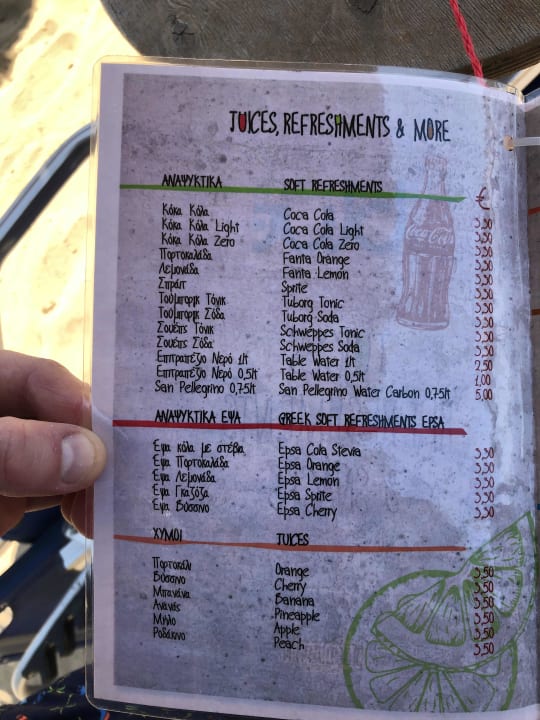 JUICES, REFRESHMENTS & MORE
ΑΝΑΨΥΚΤΙΚΑ SOFT REFRESHMENTS €
Κόκα Κόλα Coca Cola 3,50
Κόκα Κόλα Light Coca Cola Light 3,50
Κόκα Κόλα Zero Coca Cola Zero 3,50
Πορτοκαλάδα Fanta Orange 3,50
Λεμονάδα Fanta Lemon 3,50
Σπράιτ Sprite 3,50
Τούμποργκ Τόνικ Tuborg Tonic 3,50
Τούμποργκ Σόδα Tuborg Soda 3,50
Σουέπς Τόνικ Schweppes Tonic 3,50
Σουέπς Σόδα Schweppes Soda 3,50
Επιτραπέζιο Νερό 1lt Table Water 1lt 2,50
Επιτραπέζιο Νερό 0,5lt Table Water 0,5lt 1,00
San Pellegrino 0,75lt San Pellegrino Water Carbon 0,75lt 5,00
Coca-Cola
ΑΝΑΨΥΚΤΙΚΑ ΕΨΑ GREEK SOFT REFRESHMENTS EPSA
Εψα κόλα με στέβια Epsa Cola Stevia 3,50
Εψα Πορτοκαλάδα Epsa Orange 3,50
Εψα Λεμονάδα Epsa Lemon 3,50
Εψα Γκαζόζα Epsa Sprite 3,50
Εψα Βύσσινο Epsa Cherry 3,50
ΧΥΜΟΙ JUICES
Πορτοκάλι Orange 3,50
Βύσσινο Cherry 3,50
Μπανάνα Banana 3,50
Ανανάς Pineapple 3,50
Μήλο Apple 3,50
Ροδάκινο Peach 3,50